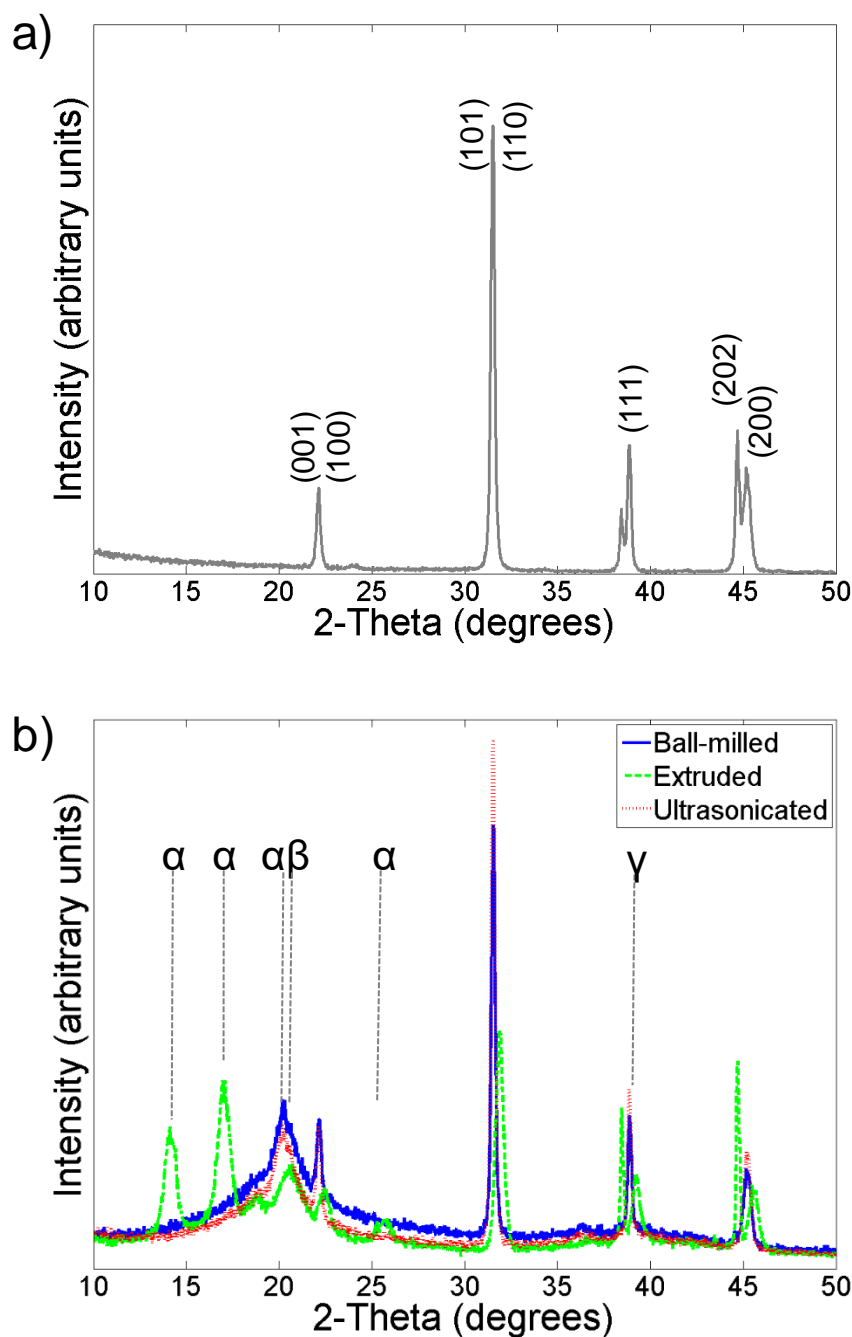 a)
Intensity (arbitrary units)
(001)
(100)
(101)
(110)
(111)
(202)
(200)
10 15 20 25 30 35 40 45 50
2-Theta (degrees)
b)
Intensity (arbitrary units)
Ball-milled
Extruded
Ultrasonicated
α α αβ α γ
10 15 20 25 30 35 40 45 50
2-Theta (degrees)